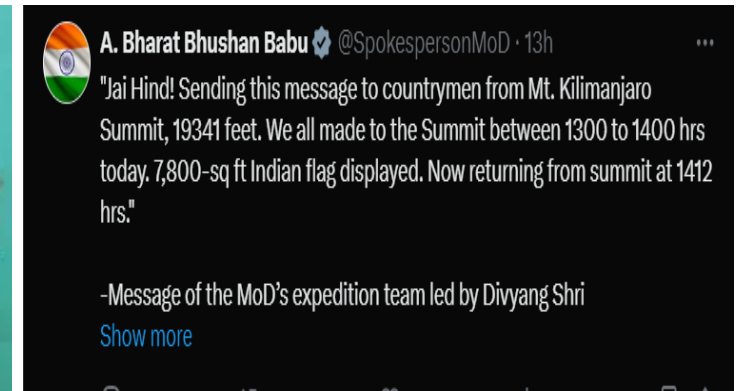 A. Bharat Bhushan Babu @SpokespersonMoD · 13h
"Jai Hind! Sending this message to countrymen from Mt. Kilimanjaro
Summit, 19341 feet. We all made to the Summit between 1300 to 1400 hrs
today. 7,800-sq ft Indian flag displayed. Now returning from summit at 1412
hrs."
-Message of the MoD's expedition team led by Divyang Shri
Show more